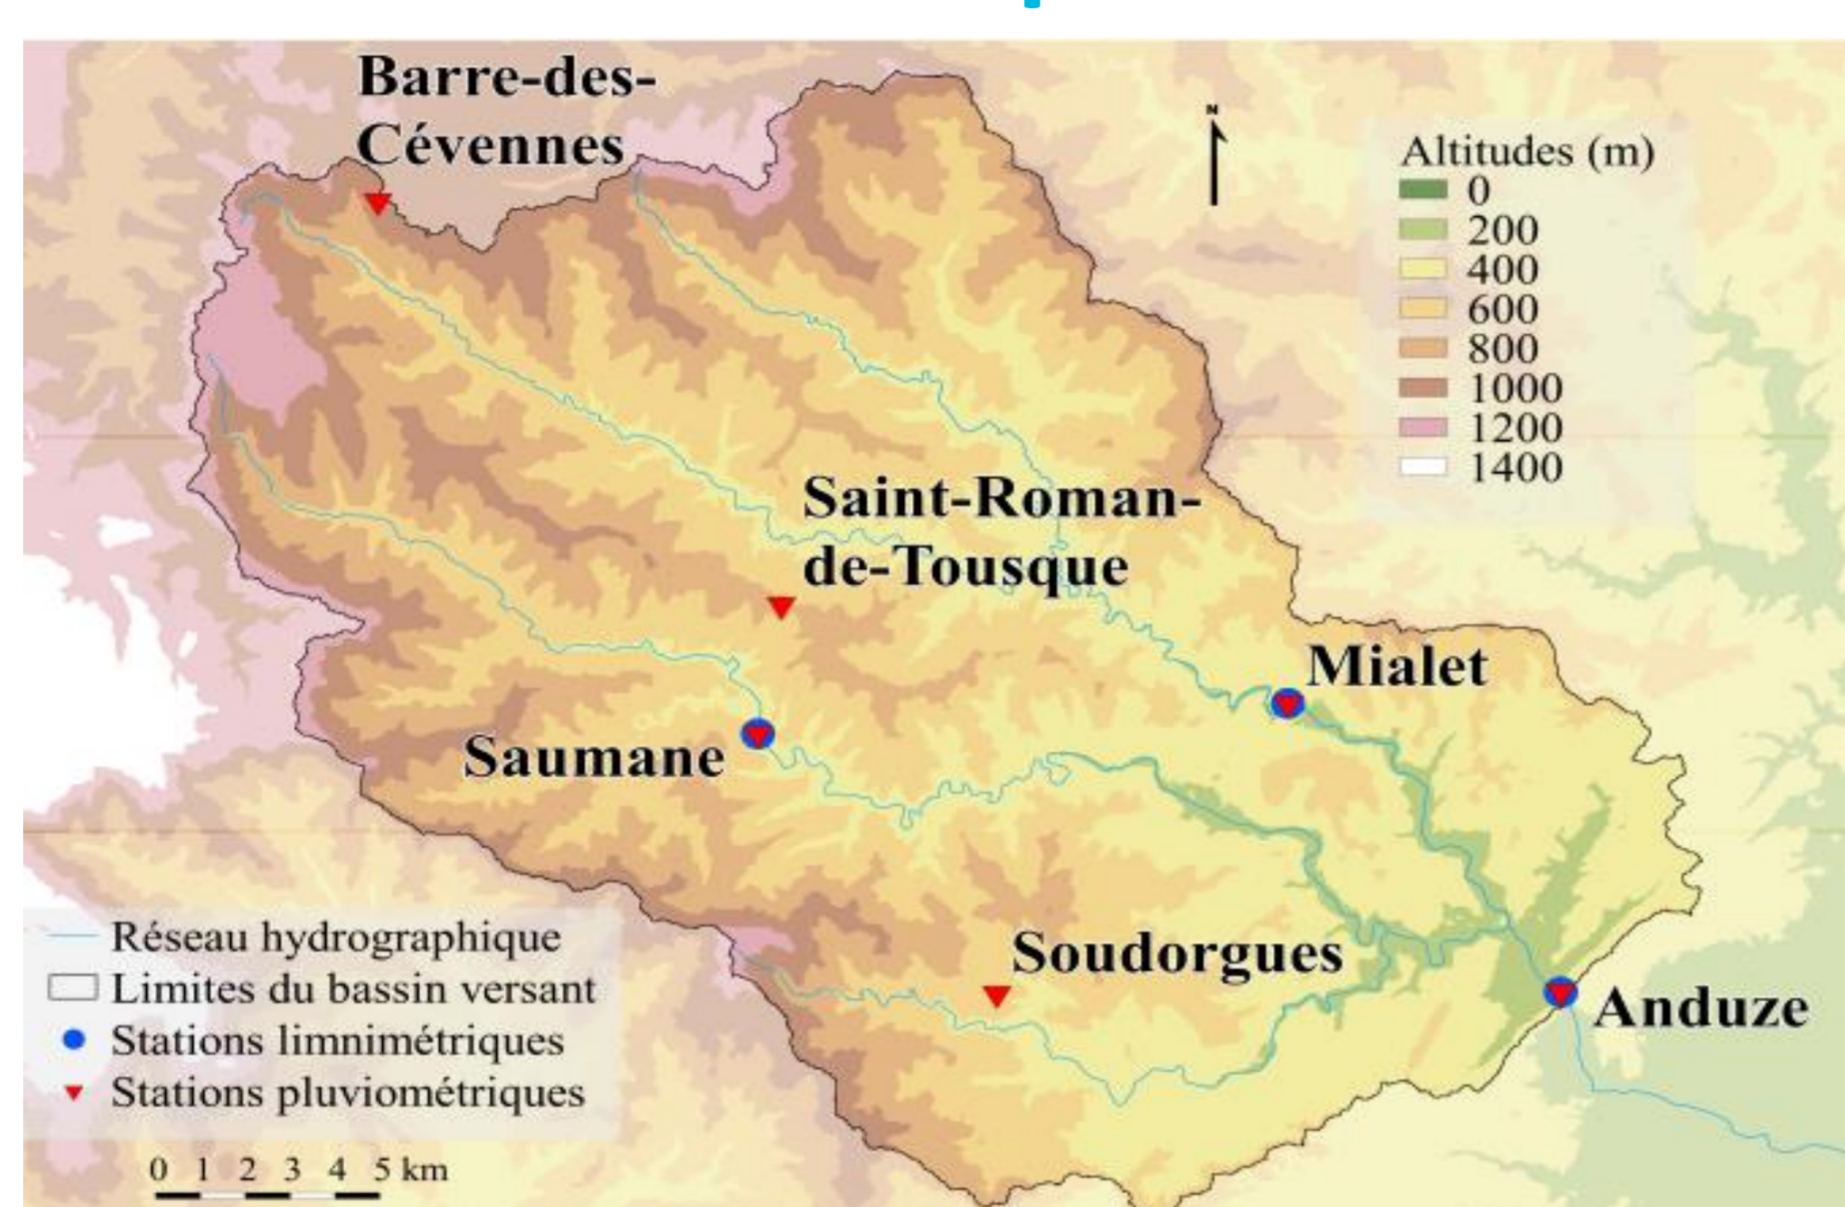 Barre-des-
Cévennes
N
Altitudes (m)
0
200
400
600
800
1000
1200
1400
Saint-Roman-
de-Tousque
Mialet
Saumane
Soudorgues
Anduze
Réseau hydrographique
Limites du bassin versant
Stations limnimétriques
Stations pluviométriques
0 1 2 3 4 5 km